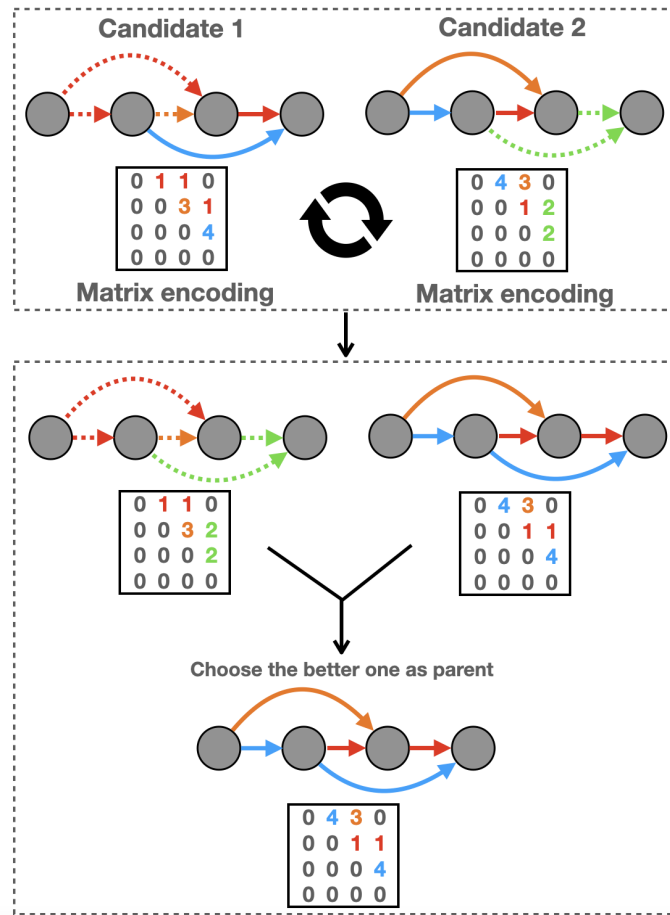 Candidate 1
Candidate 2
0 1 1 0
0 0 3 1
0 0 0 4
0 0 0 0
0 4 3 0
0 0 1 2
0 0 0 2
0 0 0 0
Matrix encoding
Matrix encoding
0 1 1 0
0 0 3 2
0 0 0 2
0 0 0 0
0 4 3 0
0 0 1 1
0 0 0 4
0 0 0 0
Choose the better one as parent
0 4 3 0
0 0 1 1
0 0 0 4
0 0 0 0